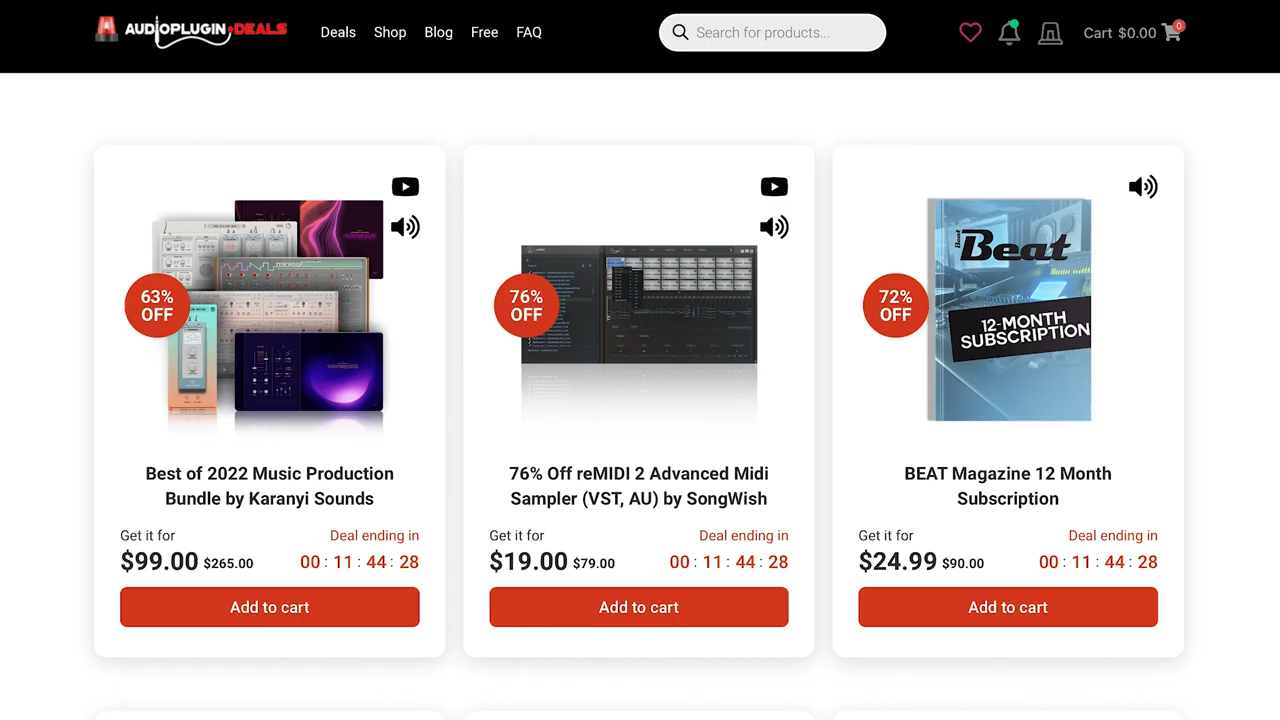 AUDIOPLUGIN•DEALS
Deals
Shop
Blog
Free
FAQ
Search for products...
Cart $0.00
0
63%
OFF
Best of 2022 Music Production
Bundle by Karanyi Sounds
Get it for
Deal ending in
$99.00 $265.00
00 : 11 : 44 : 28
Add to cart
76%
OFF
76% Off reMIDI 2 Advanced Midi
Sampler (VST, AU) by SongWish
Get it for
Deal ending in
$19.00 $79.00
00 : 11 : 44 : 28
Add to cart
72%
OFF
Beat
Beat
12-MONTH
SUBSCRIPTION
BEAT Magazine 12 Month
Subscription
Get it for
Deal ending in
$24.99 $90.00
00 : 11 : 44 : 28
Add to cart